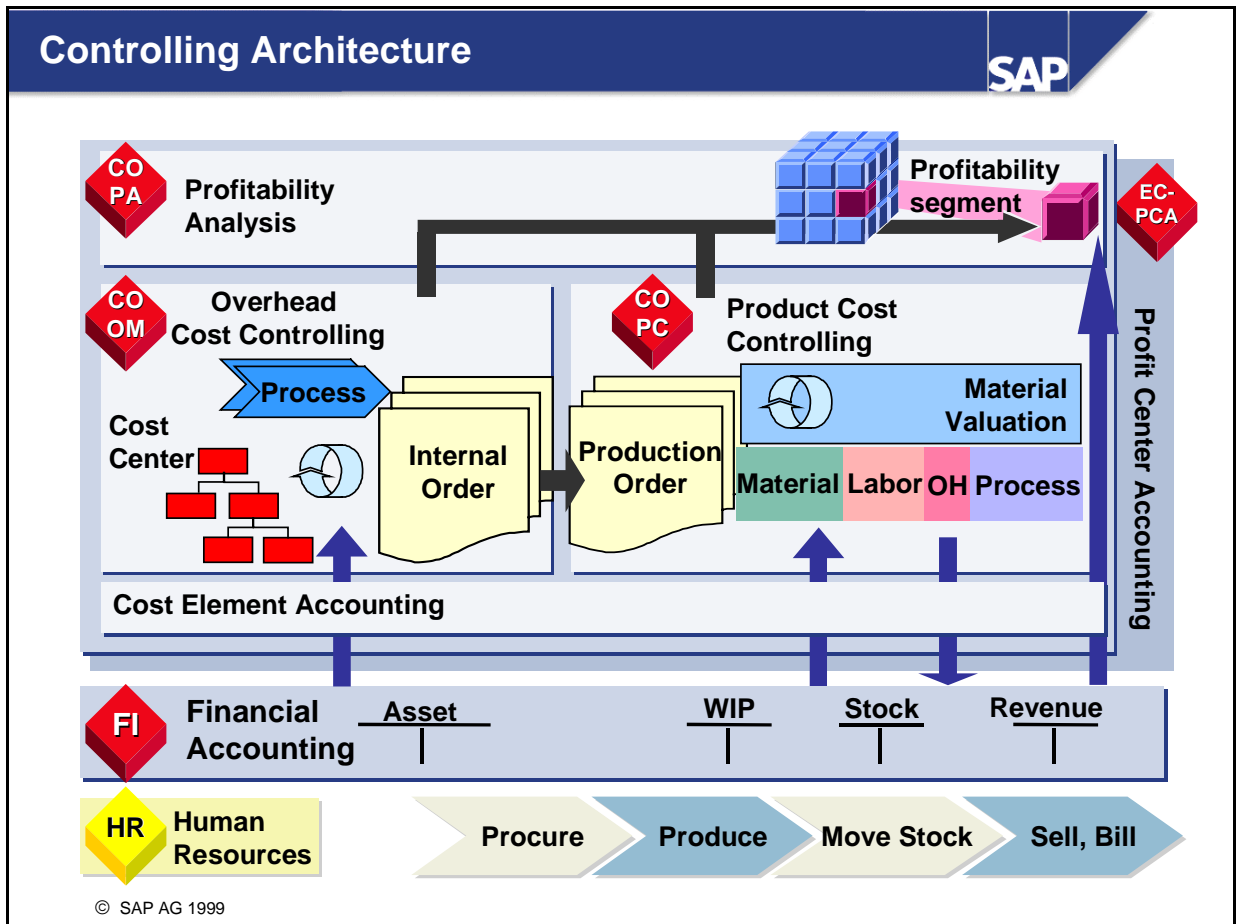 Controlling Architecture
SAP
CO
PA
Profitability
Analysis
Profitability
segment
EC-
PCA
CO
OM
Overhead
Cost Controlling
Process
Cost
Center
Internal
Order
CO
PC
Product Cost
Controlling
Material
Valuation
Production
Order
Material
Labor
OH
Process
Profit Center Accounting
Cost Element Accounting
FI
Financial
Accounting
Asset
WIP
Stock
Revenue
HR
Human
Resources
Procure
Produce
Move Stock
Sell, Bill
© SAP AG 1999